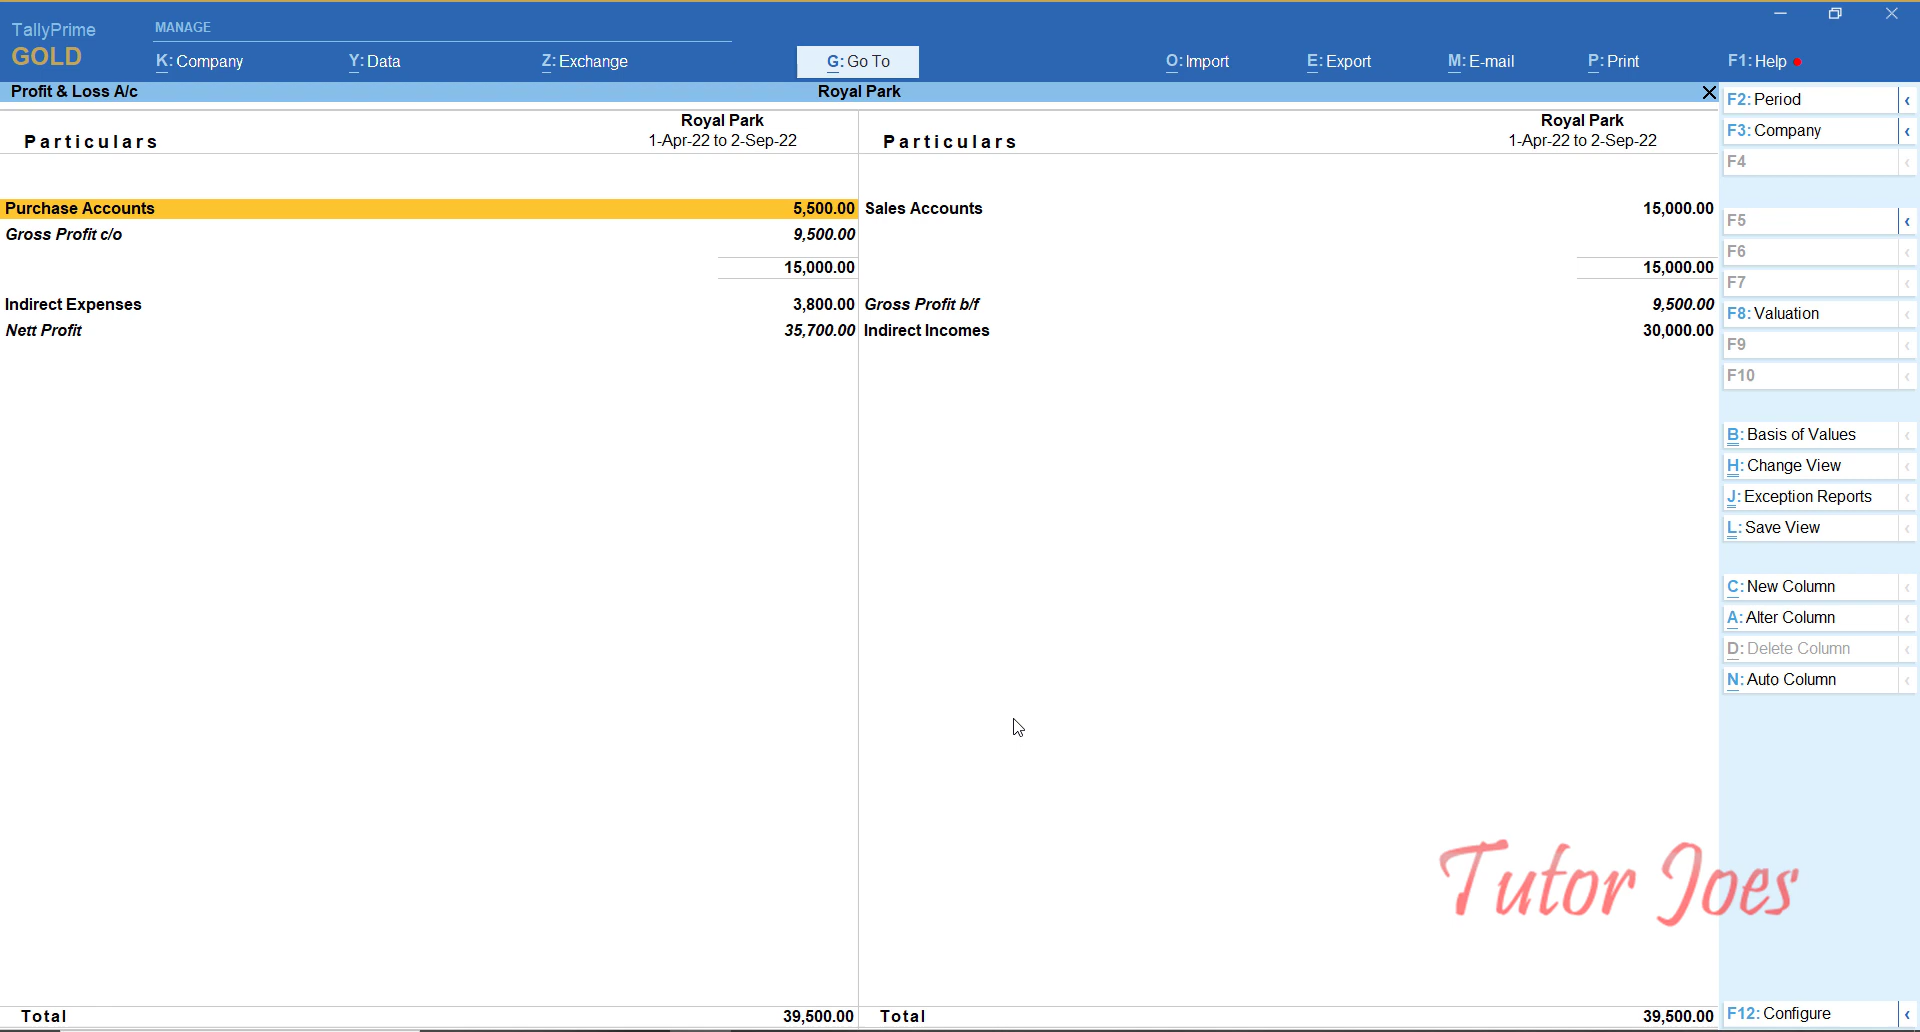 TallyPrime
GOLD
MANAGE
K: Company
Y: Data
Z: Exchange
G: Go To
O: Import
E: Export
M: E-mail
P: Print
F1: Help
Profit & Loss A/c
Royal Park
Particulars
Royal Park
1-Apr-22 to 2-Sep-22
Particulars
Royal Park
1-Apr-22 to 2-Sep-22
Purchase Accounts 5,500.00
Gross Profit c/o 9,500.00
15,000.00
Indirect Expenses 3,800.00
Nett Profit 35,700.00
Sales Accounts 15,000.00
15,000.00
Gross Profit b/f 9,500.00
Indirect Incomes 30,000.00
Total 39,500.00
Total 39,500.00
F2: Period
F3: Company
F4
F5
F6
F7
F8: Valuation
F9
F10
B: Basis of Values
H: Change View
J: Exception Reports
L: Save View
C: New Column
A: Alter Column
D: Delete Column
N: Auto Column
Tutor Joes
F12: Configure